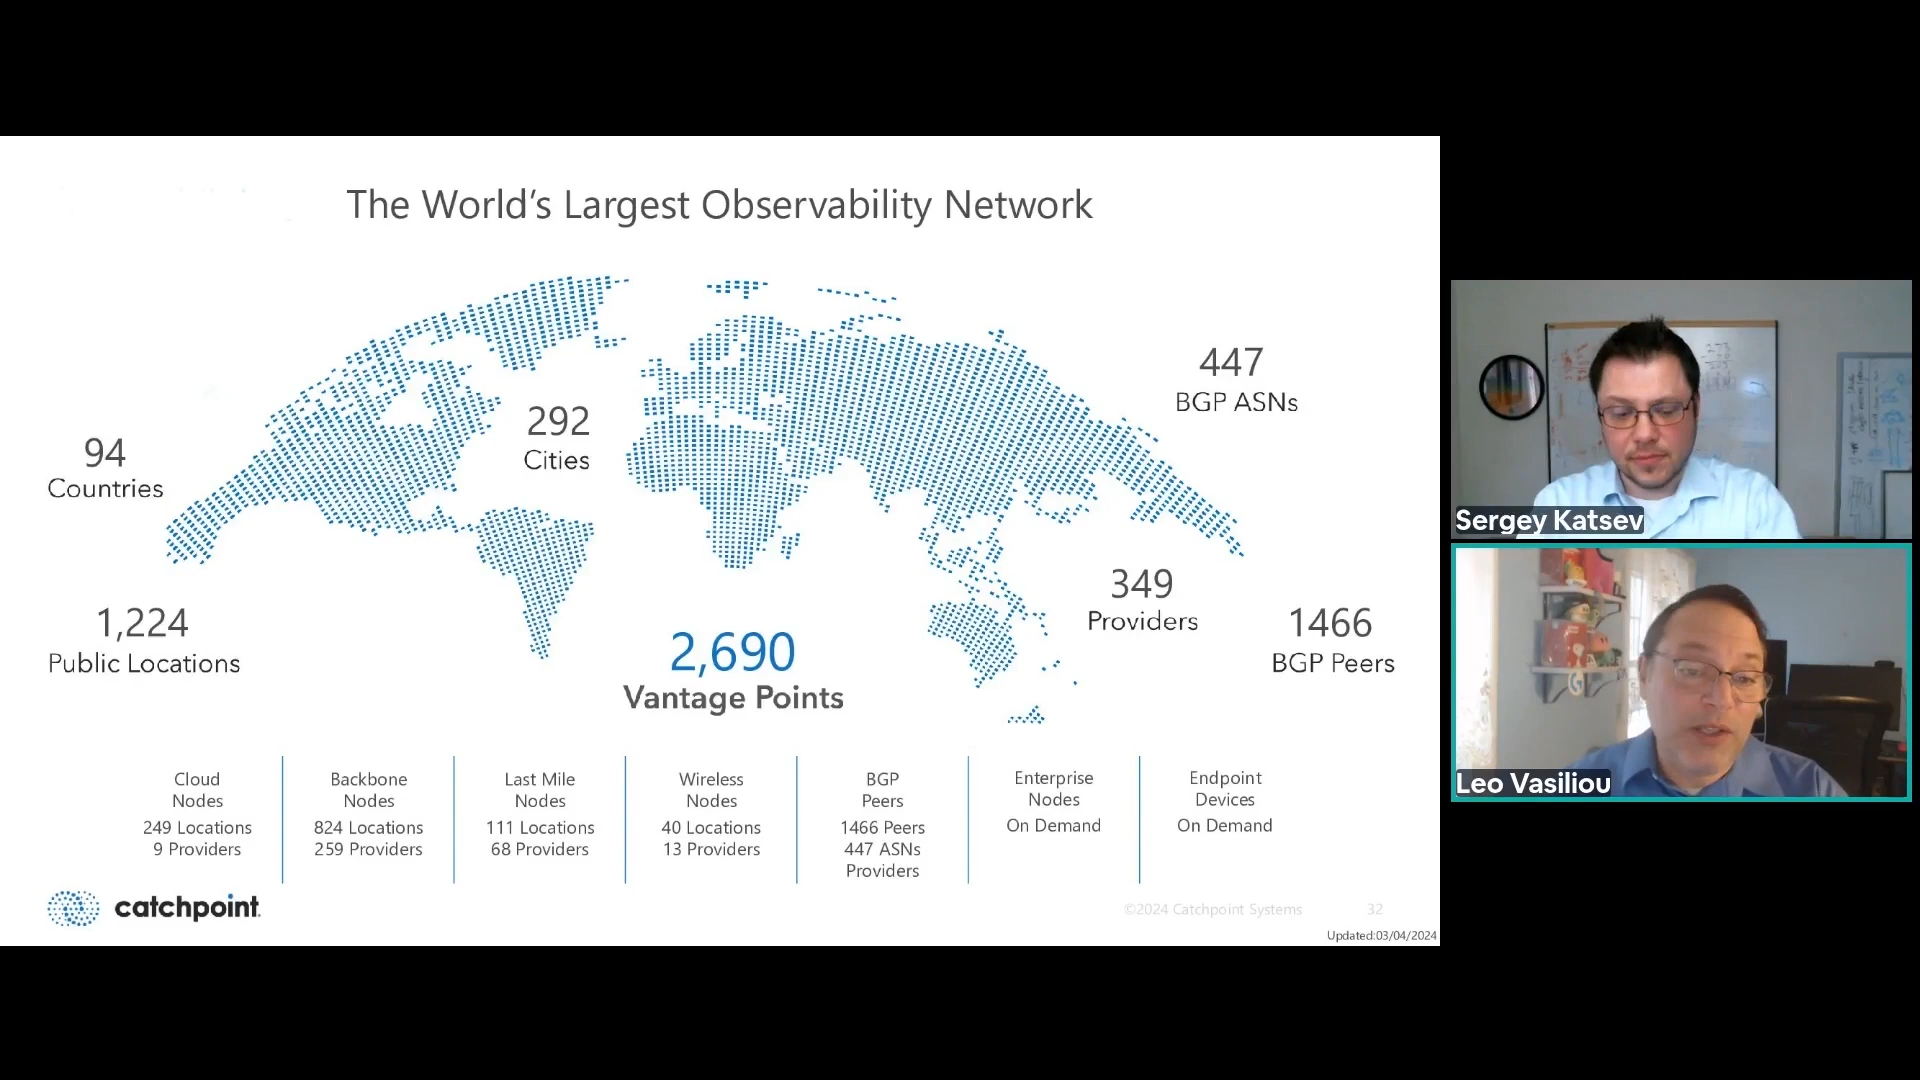 The World's Largest Observability Network
447
BGP ASNs
292
Cities
94
Countries
349
Providers
1,224
Public Locations
1466
BGP Peers
2,690
Vantage Points
Cloud
Nodes
249 Locations
9 Providers
Backbone
Nodes
824 Locations
259 Providers
Last Mile
Nodes
111 Locations
68 Providers
Wireless
Nodes
40 Locations
13 Providers
BGP
Peers
1466 Peers
447 ASNs
Providers
Enterprise
Nodes
On Demand
Endpoint
Devices
On Demand
catchpoint.
©2024 Catchpoint Systems
32
Updated:03/04/2024
Sergey Katsev
Leo Vasiliou